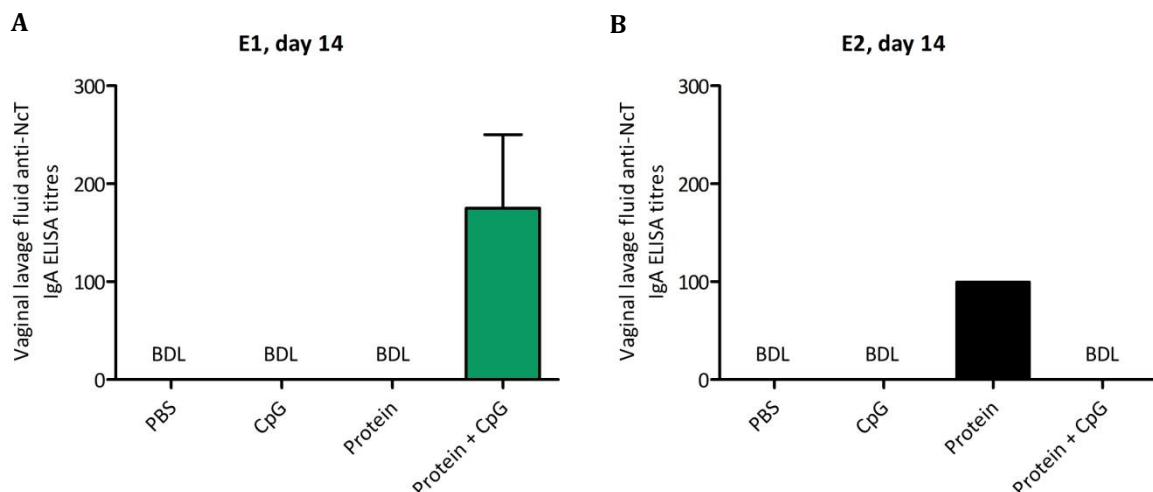 A
E1, day 14
Vaginal lavage fluid anti-NcT
IgA ELISA titres
300
200
100
0
BDL
BDL
BDL
PBS
CpG
Protein
Protein + CpG
B
E2, day 14
Vaginal lavage fluid anti-NcT
IgA ELISA titres
300
200
100
0
BDL
BDL
BDL
PBS
CpG
Protein
Protein + CpG